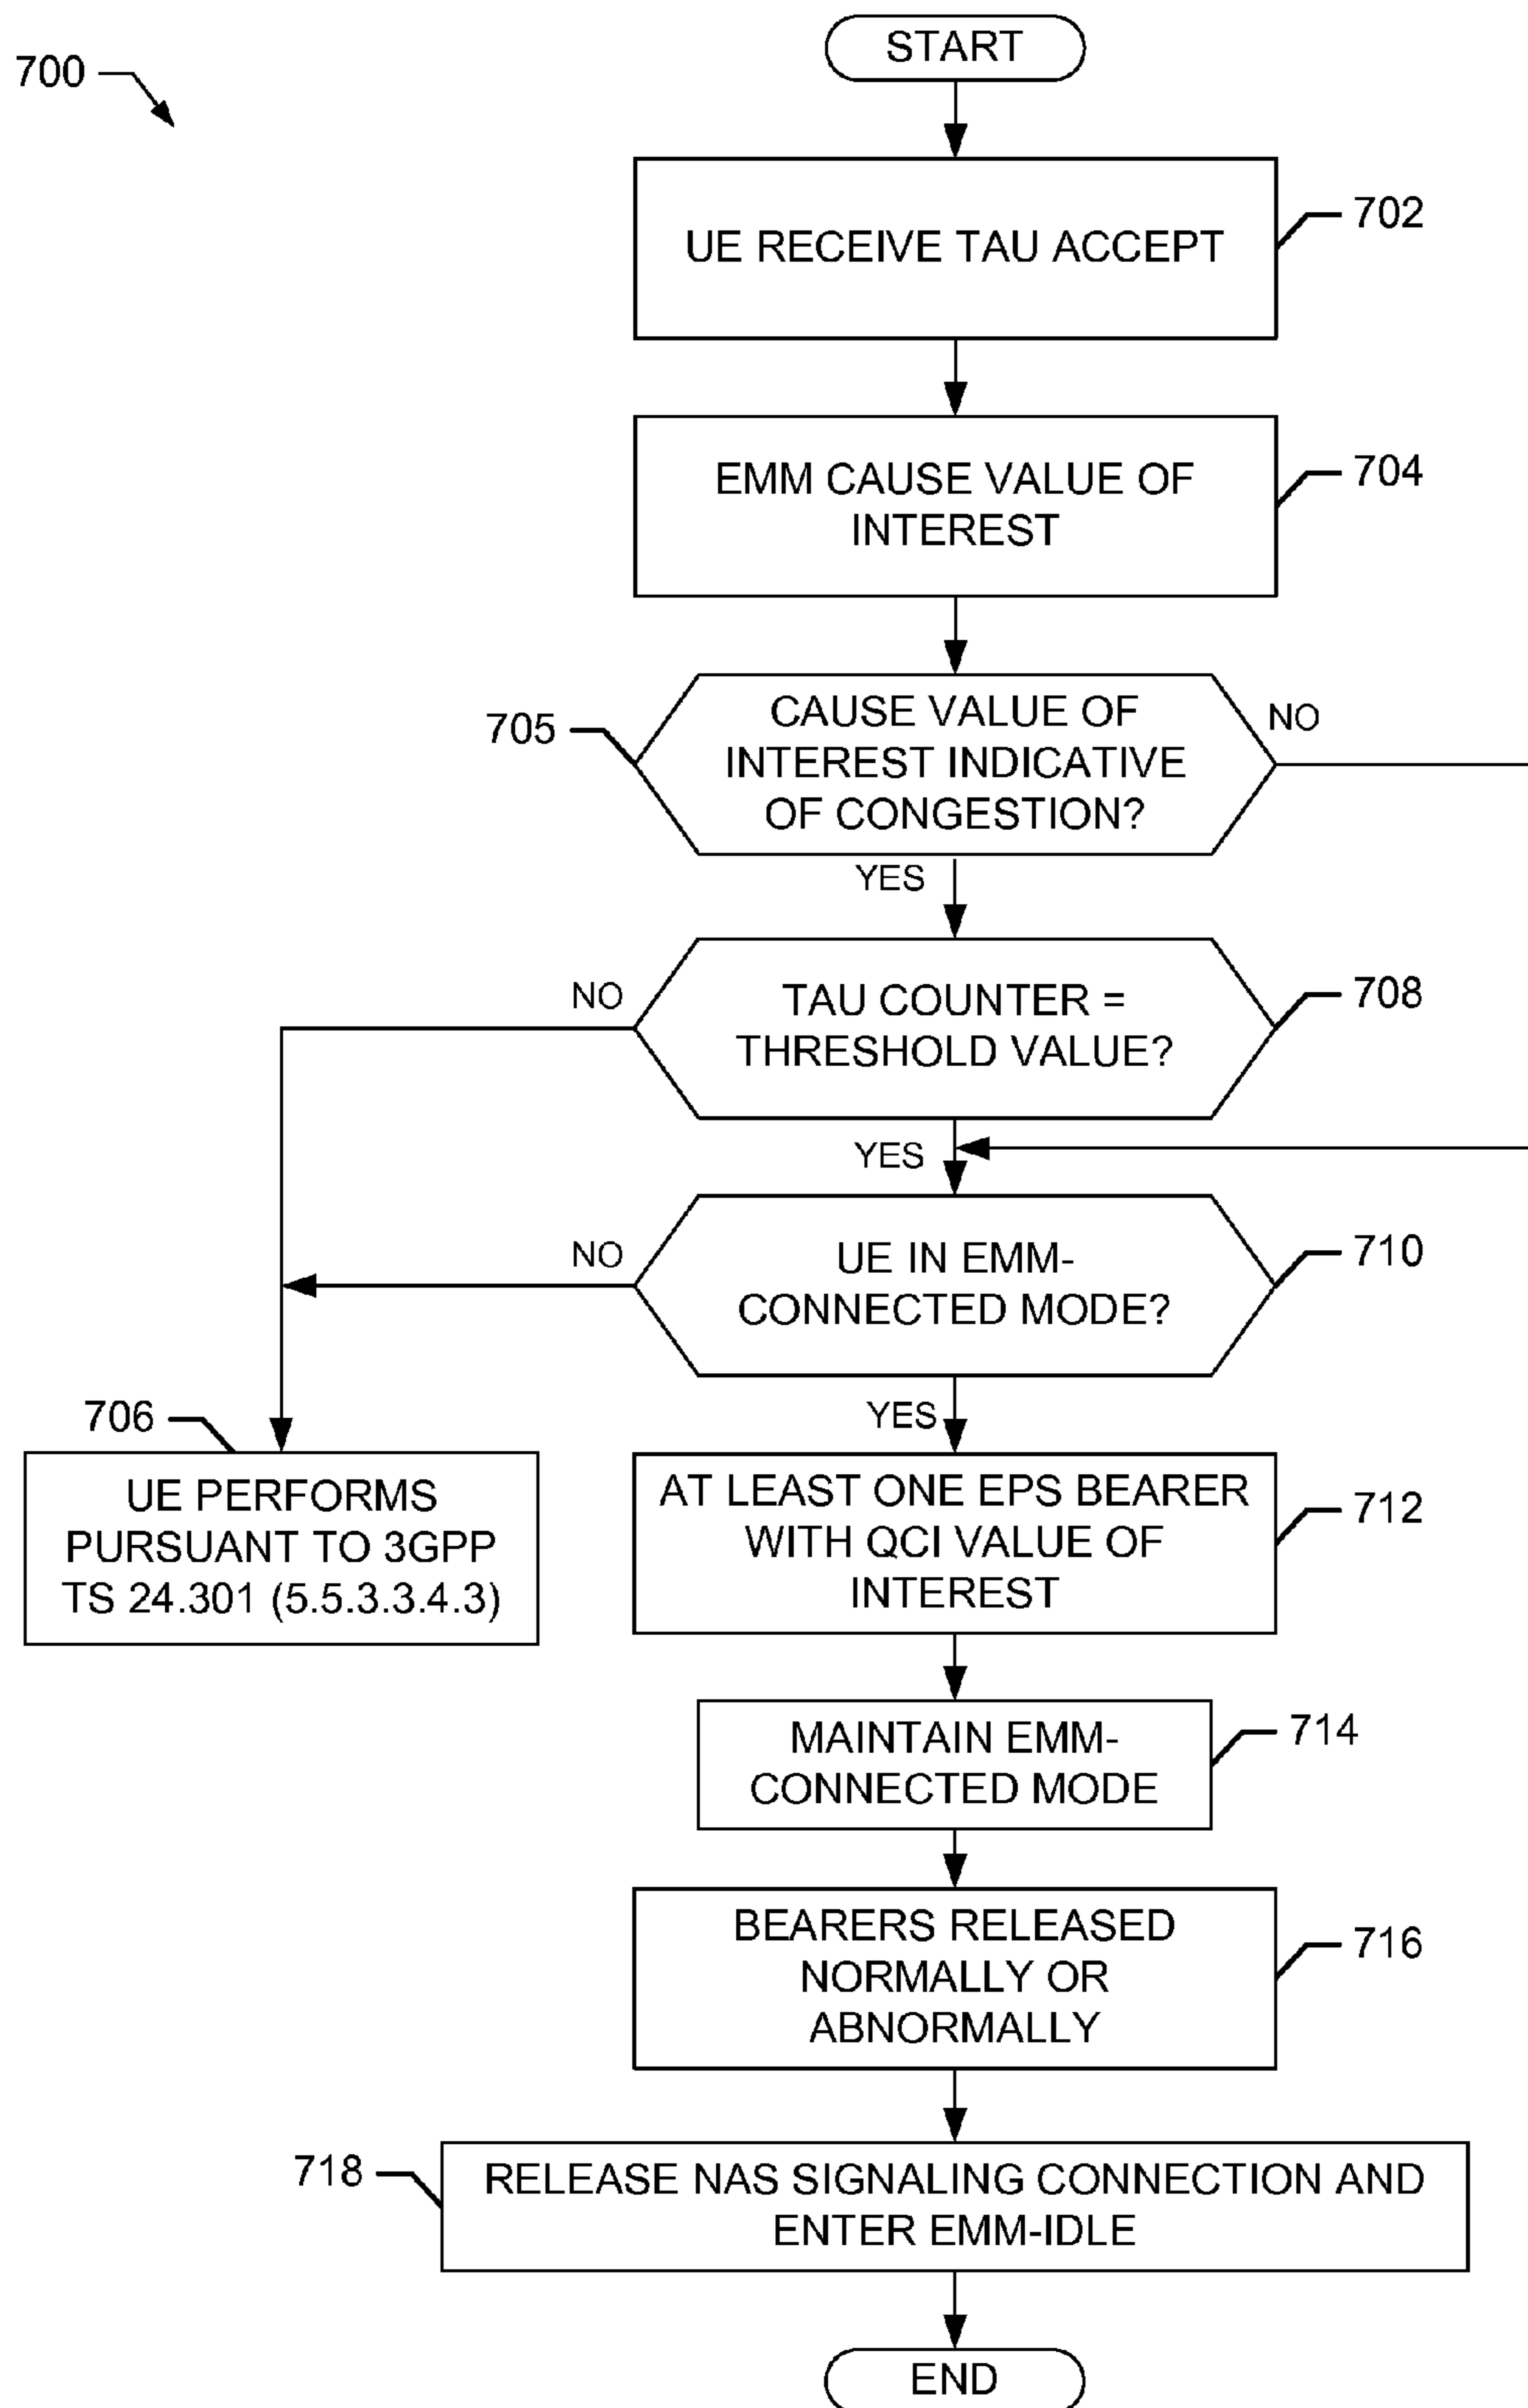 700
START
UE RECEIVE TAU ACCEPT
702
EMM CAUSE VALUE OF
INTEREST
704
705
CAUSE VALUE OF
INTEREST INDICATIVE
OF CONGESTION?
NO
YES
NO
TAU COUNTER =
THRESHOLD VALUE?
708
YES
NO
UE IN EMM-
CONNECTED MODE?
710
YES
706
UE PERFORMS
PURSUANT TO 3GPP
TS 24.301 (5.5.3.3.4.3)
AT LEAST ONE EPS BEARER
WITH QCI VALUE OF
INTEREST
712
MAINTAIN EMM-
CONNECTED MODE
714
BEARERS RELEASED
NORMALLY OR
ABNORMALLY
716
718
RELEASE NAS SIGNALING CONNECTION AND
ENTER EMM-IDLE
END